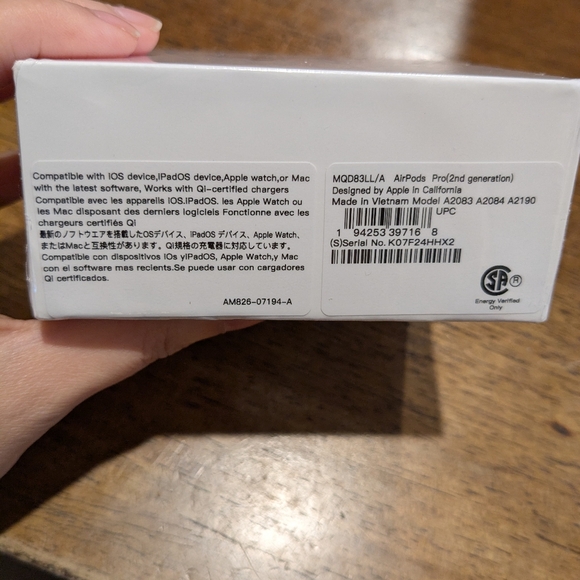 Compatible with IOS device,IPadOS device,Apple watch,or Mac
with the latest software, Works with Qi-certified chargers
Compatible avec les appareils IOS.IPadOS. les Apple Watch ou
les Mac disposant des derniers logiciels Fonctionne avec les
chargeurs certifiés QI
最新のノフトウエアを搭載したOSデバイス、IPadOS デバイス、Apple Watch、
またはMacと互換性があります。QI規格の充電器に対応しています。
Compatible con dispositivos IOs yIPadOS, Apple Watch,y Mac
con ei software mas recients.Se puede usar con cargadores
Qi certificados.
AM826-07194-A
MQD83LL/A AirPods Pro(2nd generation)
Designed by Apple in California
Made in Vietnam Model A2083 A2084 A2190
UPC
1 94253 39716 8
(S)Serial No. K07F24HHX2
SA ®
Energy Verified
Only